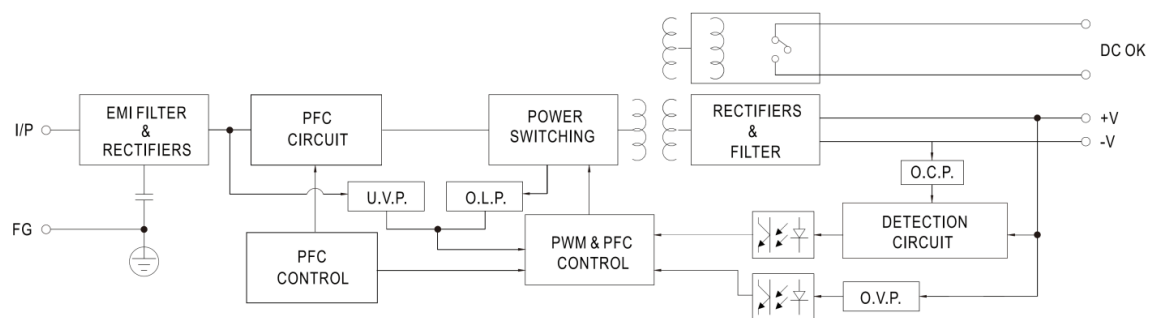 DC OK
I/P
EMI FILTER
&
RECTIFIERS
PFC
CIRCUIT
POWER
SWITCHING
RECTIFIERS
&
FILTER
+V
-V
O.C.P.
U.V.P.
O.L.P.
FG
PFC
CONTROL
PWM & PFC
CONTROL
DETECTION
CIRCUIT
O.V.P.